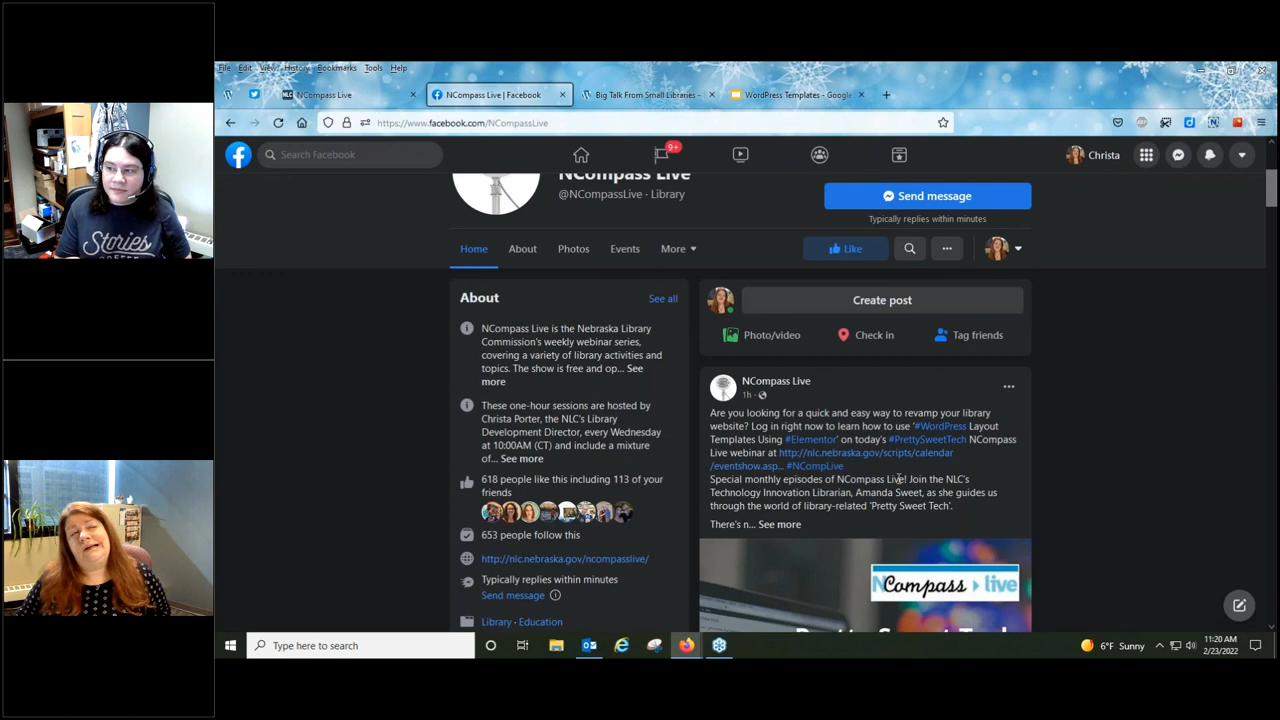 File Edit View History Bookmarks Tools Help
NCompass Live
NCompass Live | Facebook
Big Talk From Small Libraries –
WordPress Templates - Google
https://www.facebook.com/NCompassLive
Search Facebook
9+
Christa
NCompass Live
@NCompassLive · Library
Send message
Typically replies within minutes
Home About Photos Events More
Like
About See all
NCompass Live is the Nebraska Library
Commission's weekly webinar series,
covering a variety of library activities and
topics. The show is free and op... See
more
These one-hour sessions are hosted by
Christa Porter, the NLC's Library
Development Director, every Wednesday
at 10:00AM (CT) and include a mixture
of... See more
618 people like this including 113 of your
friends
653 people follow this
http://nlc.nebraska.gov/ncompasslive/
Typically replies within minutes
Send message
Library · Education
Create post
Photo/video Check in Tag friends
NCompass Live
1h ·
Are you looking for a quick and easy way to revamp your library
website? Log in right now to learn how to use '#WordPress Layout
Templates Using #Elementor' on today's #PrettySweetTech NCompass
Live webinar at http://nlc.nebraska.gov/scripts/calendar
/eventshow.asp... #NCompLive
Special monthly episodes of NCompass Live! Join the NLC's
Technology Innovation Librarian, Amanda Sweet, as she guides us
through the world of library-related 'Pretty Sweet Tech'.
There's n... See more
NCompass live
Pretty Sweet Tech
Stories
Type here to search
6°F Sunny
11:20 AM
2/23/2022